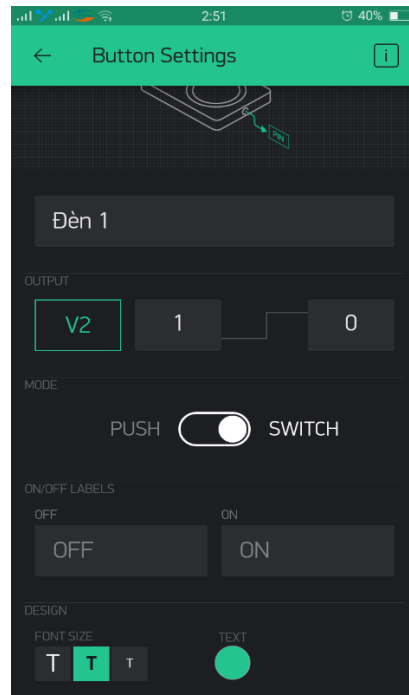 2:51
40%
Button Settings
i
PIN
Đèn 1
OUTPUT
V2 1 0
MODE
PUSH SWITCH
ON/OFF LABELS
OFF ON
OFF ON
DESIGN
FONT SIZE TEXT
T T T